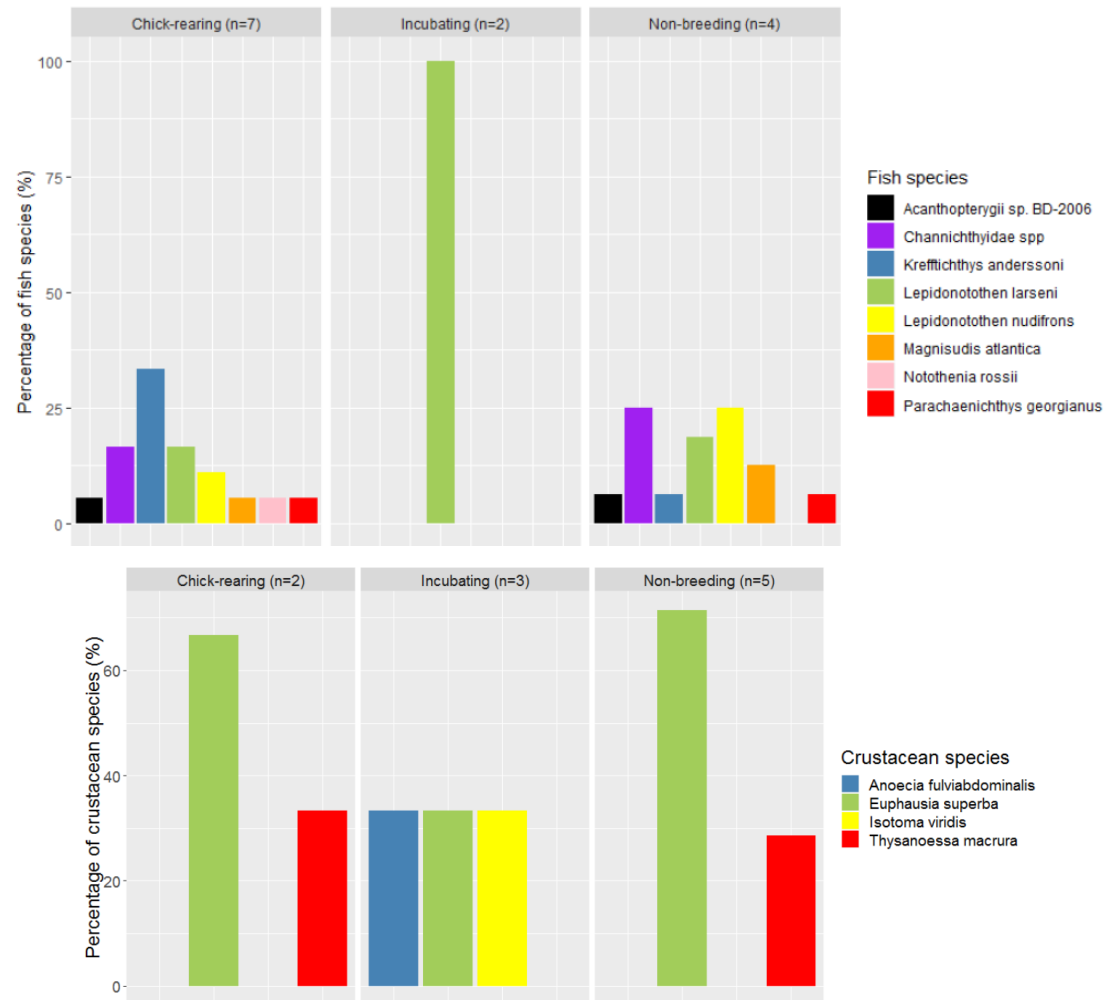 Chick-rearing (n=7)
Incubating (n=2)
Non-breeding (n=4)
Percentage of fish species (%)
100
75
50
25
0
Fish species
Acanthopterygii sp. BD-2006
Channichthyidae spp
Krefftichthys anderssoni
Lepidonotothen larseni
Lepidonotothen nudifrons
Magnisudis atlantica
Notothenia rossii
Parachaenichthys georgianus
Chick-rearing (n=2)
Incubating (n=3)
Non-breeding (n=5)
Percentage of crustacean species (%)
60
40
20
0
Crustacean species
Anoecia fulviabdominalis
Euphausia superba
Isotoma viridis
Thysanoessa macrura